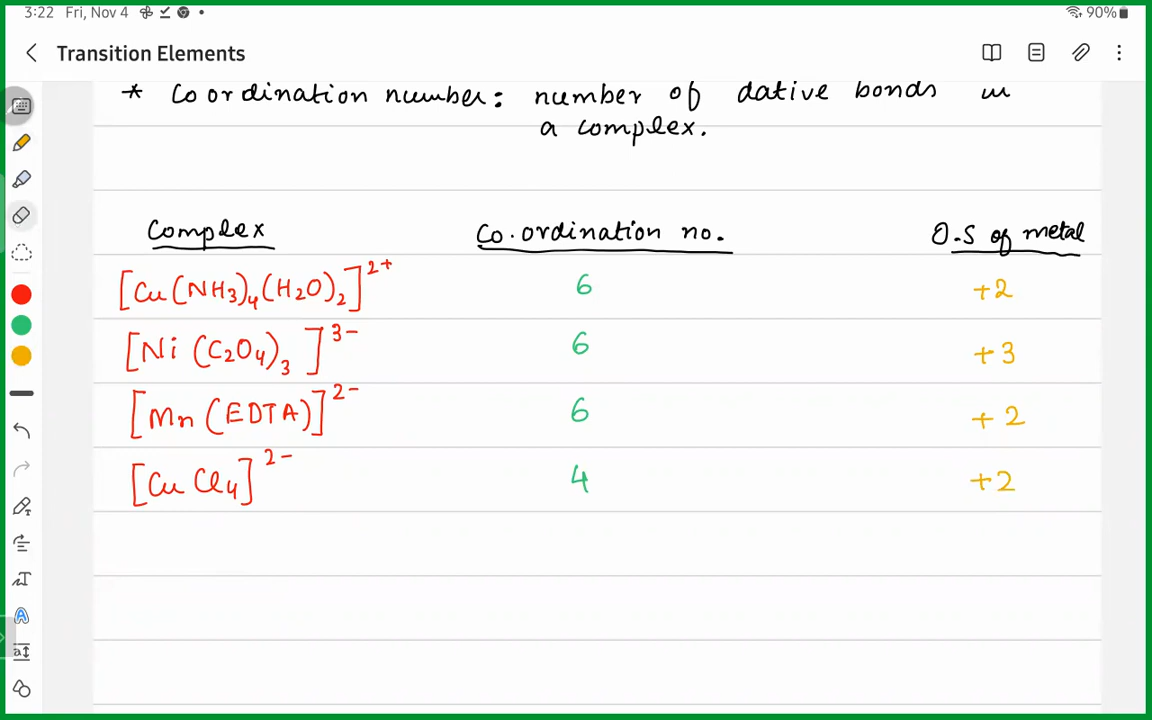 3:22 Fri, Nov 4
90%
Transition Elements
* Co ordination number: number of dative bonds in
a complex.
Complex Co.ordination no. O.S of metal
[Cu(NH3)₄(H₂O)₂]²⁺ 6 +2
[Ni(C₂O₄)₃]³⁻ 6 +3
[Mn(EDTA)]²⁻ 6 +2
[CuCl₄]²⁻ 4 +2